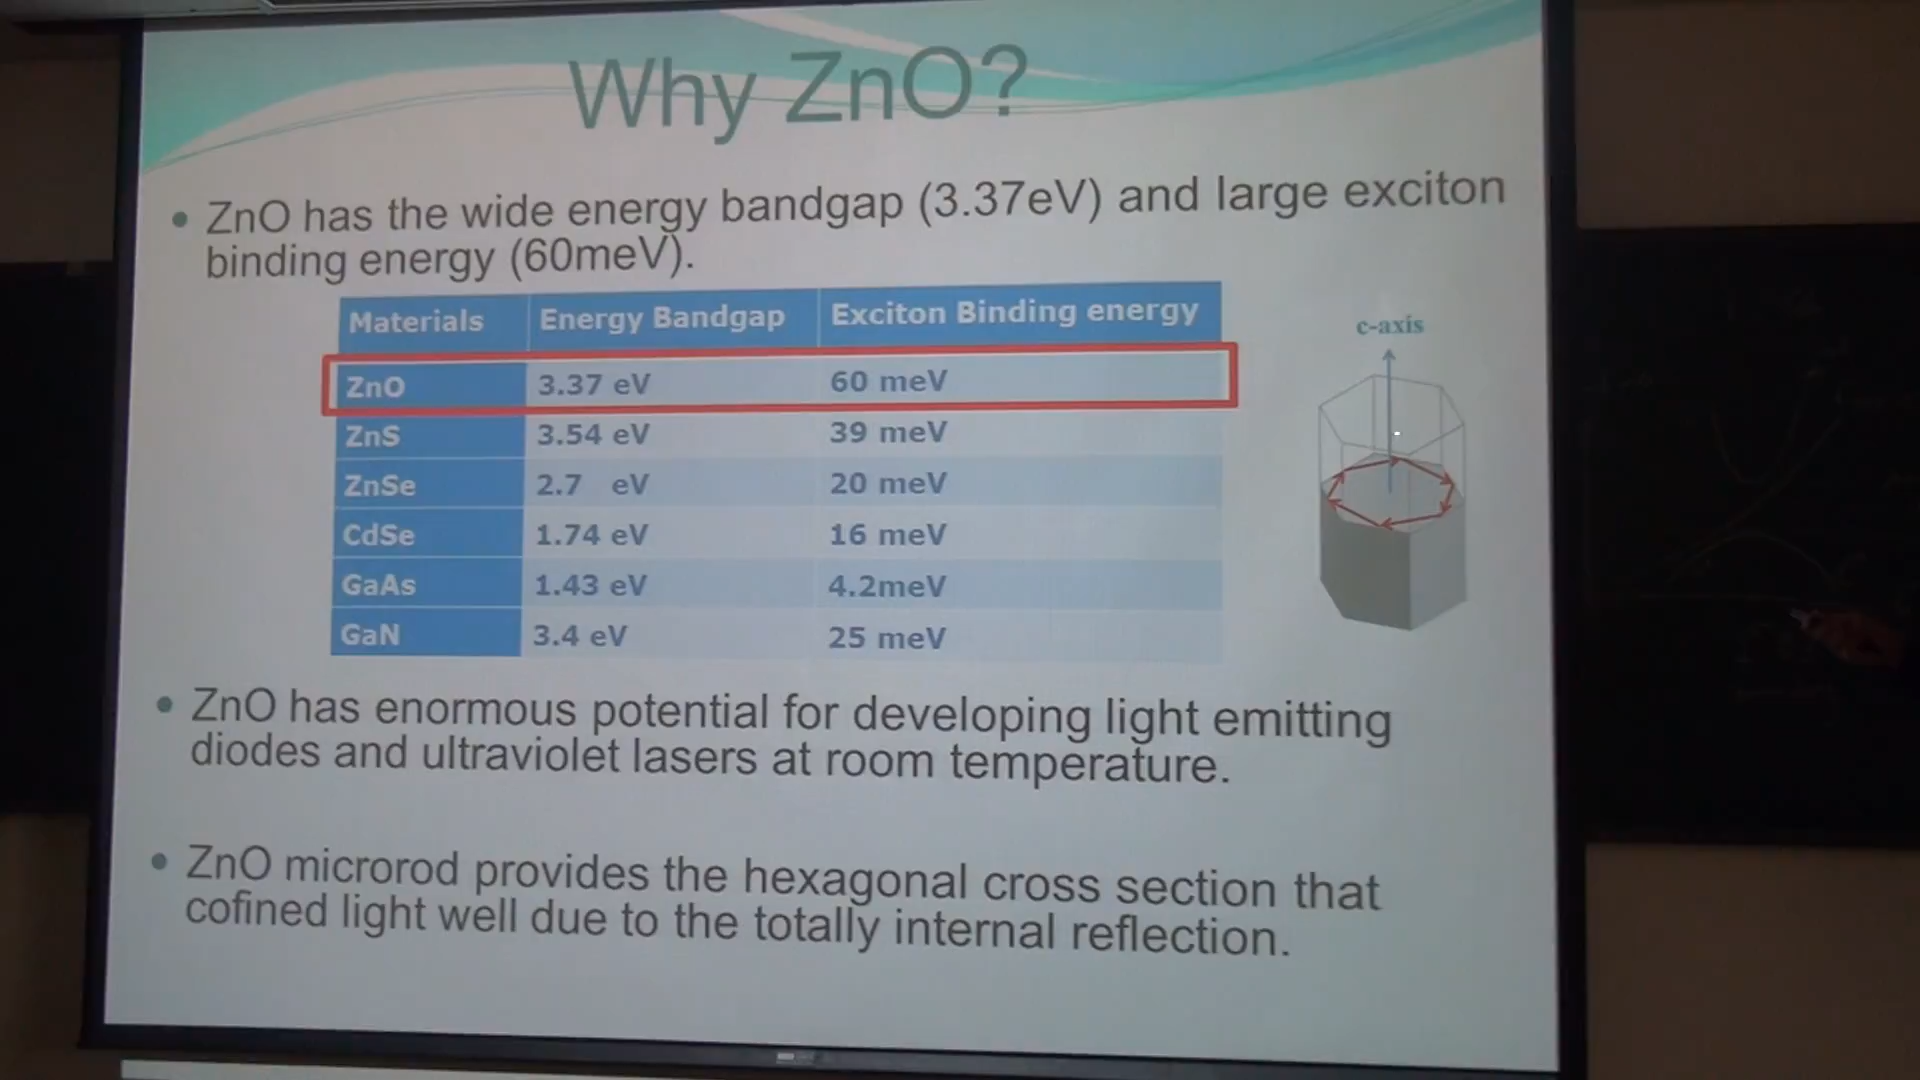 Why ZnO?
• ZnO has the wide energy bandgap (3.37eV) and large exciton
binding energy (60meV).
Materials Energy Bandgap Exciton Binding energy
ZnO 3.37 eV 60 meV
ZnS 3.54 eV 39 meV
ZnSe 2.7 eV 20 meV
CdSe 1.74 eV 16 meV
GaAs 1.43 eV 4.2meV
GaN 3.4 eV 25 meV
c-axis
• ZnO has enormous potential for developing light emitting
diodes and ultraviolet lasers at room temperature.
• ZnO microrod provides the hexagonal cross section that
cofined light well due to the totally internal reflection.